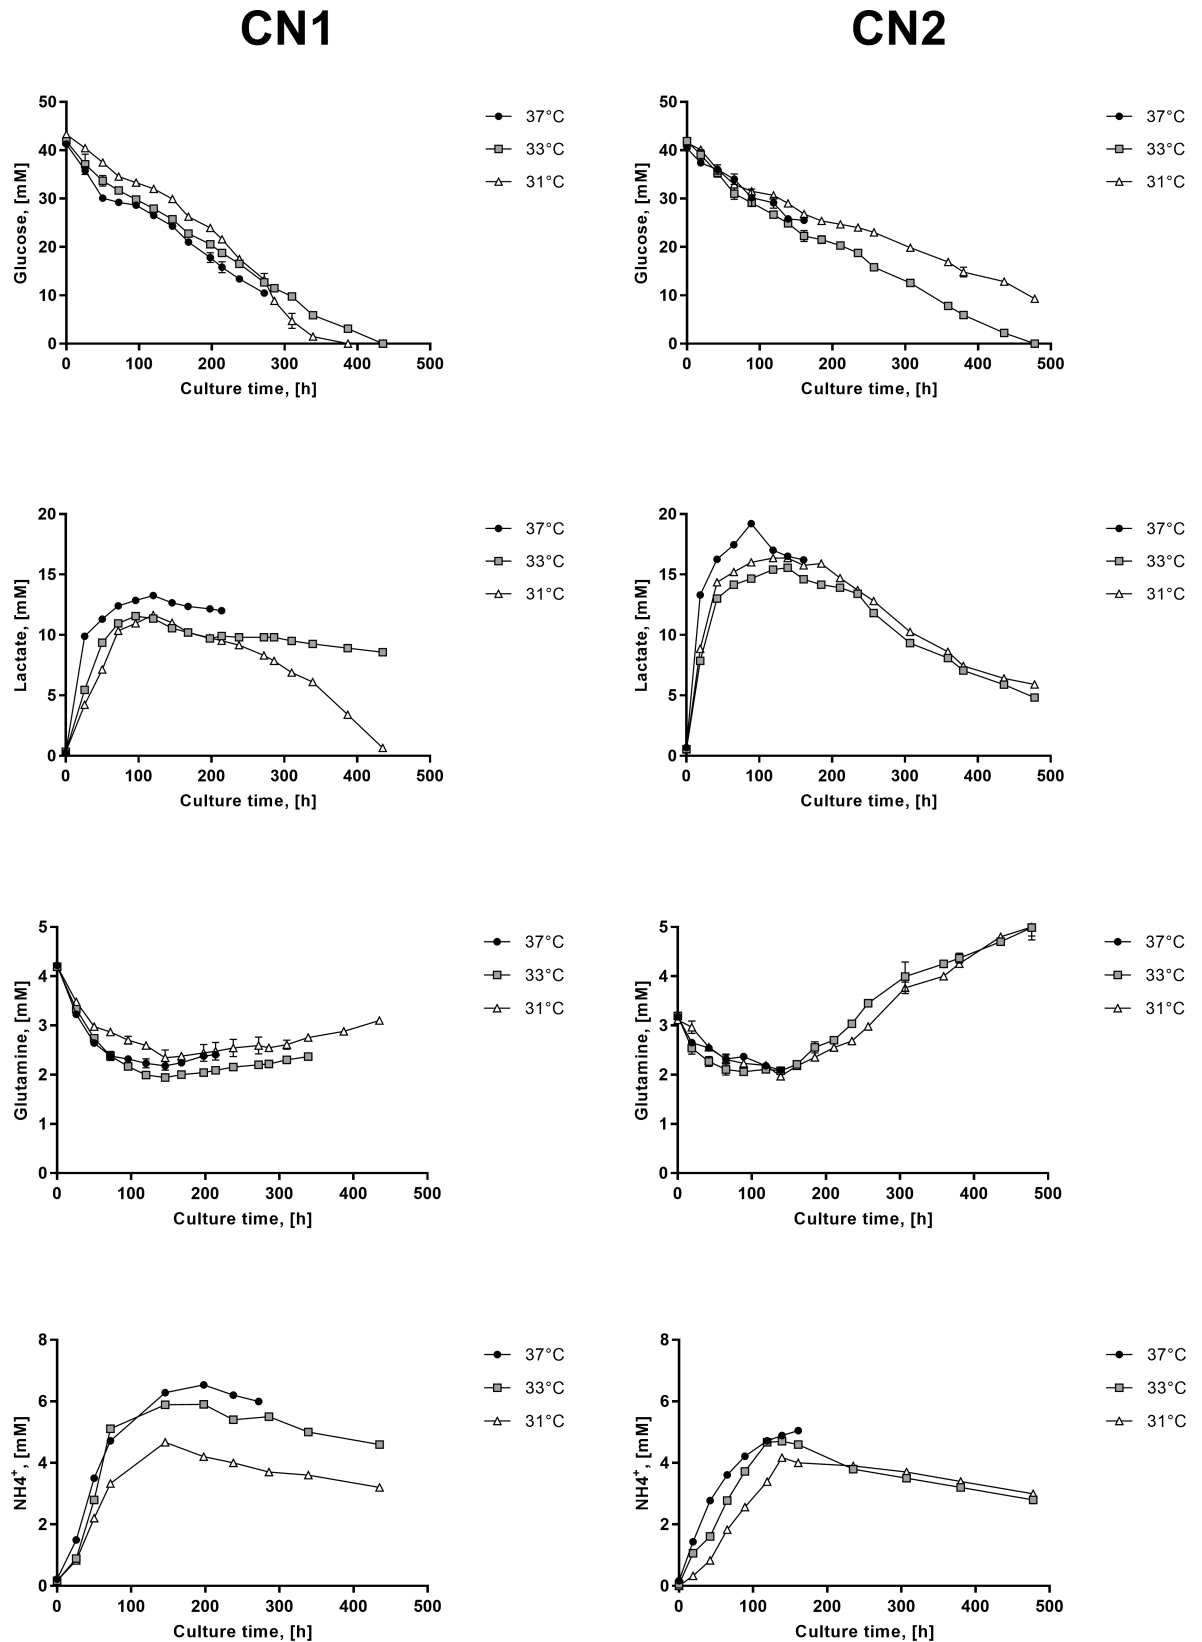 CN1 CN2
50
40
30
20
10
0
Glucose, [mM]
0 100 200 300 400 500
Culture time, [h]
37°C
33°C
31°C
50
40
30
20
10
0
Glucose, [mM]
0 100 200 300 400 500
Culture time, [h]
37°C
33°C
31°C
20
15
10
5
0
Lactate, [mM]
0 100 200 300 400 500
Culture time, [h]
37°C
33°C
31°C
20
15
10
5
0
Lactate, [mM]
0 100 200 300 400 500
Culture time, [h]
37°C
33°C
31°C
5
4
3
2
1
0
Glutamine, [mM]
0 100 200 300 400 500
Culture time, [h]
37°C
33°C
31°C
5
4
3
2
1
0
Glutamine, [mM]
0 100 200 300 400 500
Culture time, [h]
37°C
33°C
31°C
8
6
4
2
0
NH4⁺, [mM]
0 100 200 300 400 500
Culture time, [h]
37°C
33°C
31°C
8
6
4
2
0
NH4⁺, [mM]
0 100 200 300 400 500
Culture time, [h]
37°C
33°C
31°C